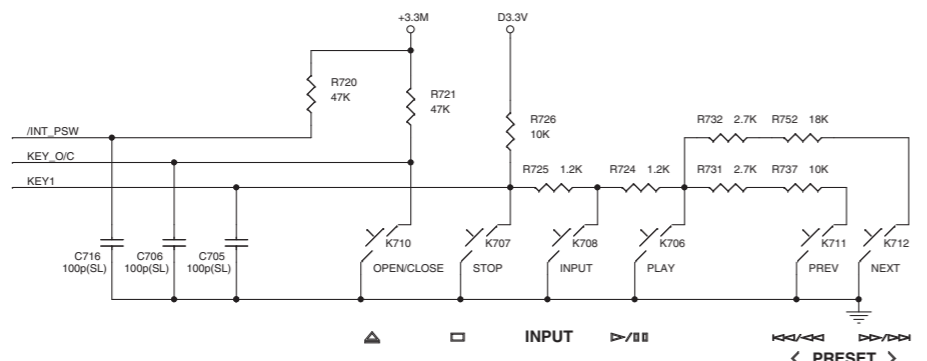 +3.3M D3.3V
R720 47K
R721 47K
R732 2.7K R752 18K
/INT_PSW
R726 10K
KEY_O/C
R725 1.2K R724 1.2K R731 2.7K R737 10K
KEY1
K710 K707 K708 K706 K711 K712
C716 100p(SL)
C706 100p(SL)
C705 100p(SL)
OPEN/CLOSE STOP INPUT PLAY PREV NEXT
INPUT
PRESET